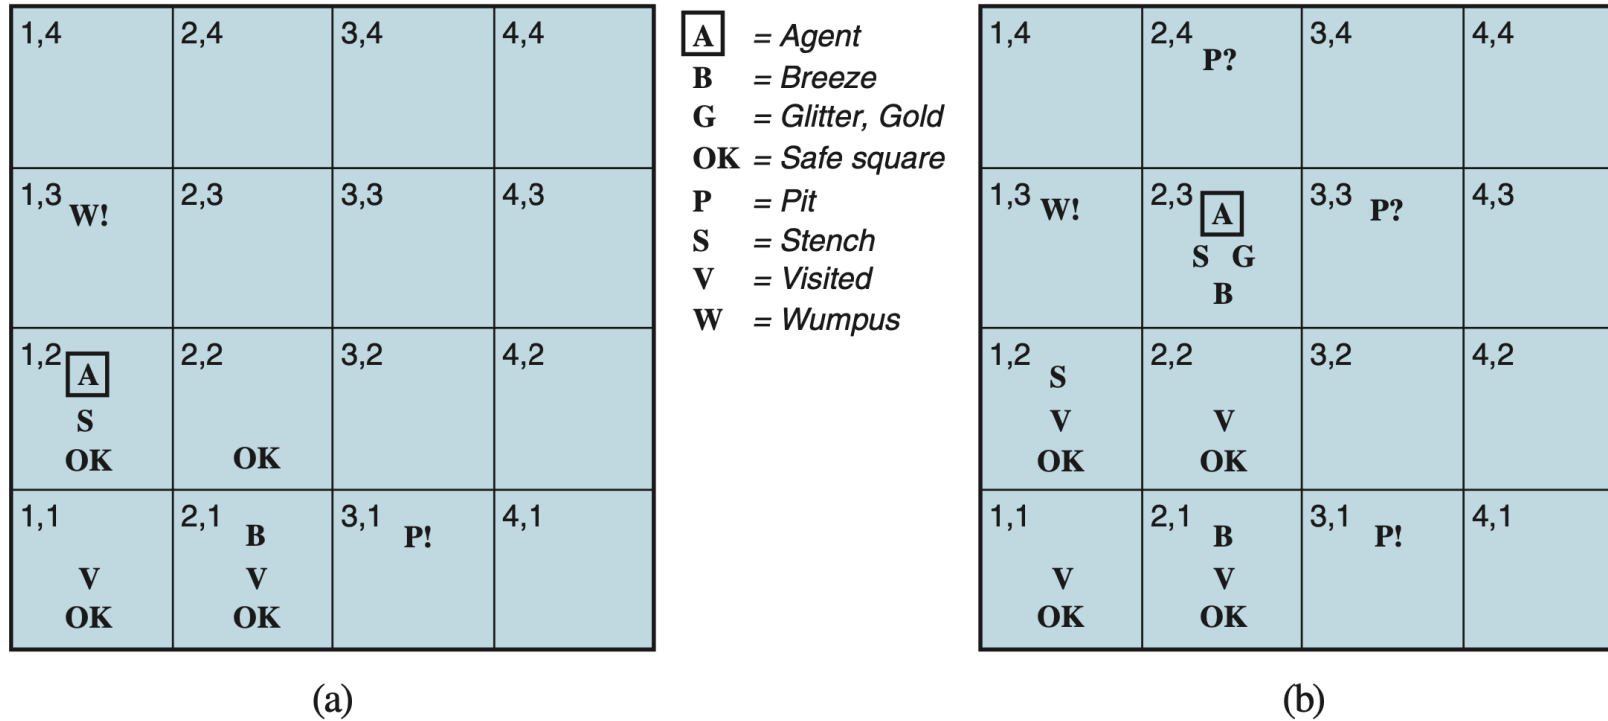 1,4 2,4 3,4 4,4
1,3 W! 2,3 3,3 4,3
1,2 A 2,2 3,2 4,2
S
OK OK
1,1 2,1 B 3,1 P! 4,1
V V
OK OK
(a)
A = Agent
B = Breeze
G = Glitter, Gold
OK = Safe square
P = Pit
S = Stench
V = Visited
W = Wumpus
1,4 2,4 P? 3,4 4,4
1,3 W! 2,3 A 3,3 P? 4,3
S G
B
1,2 S 2,2 3,2 4,2
V V
OK OK
1,1 2,1 B 3,1 P! 4,1
V V
OK OK
(b)